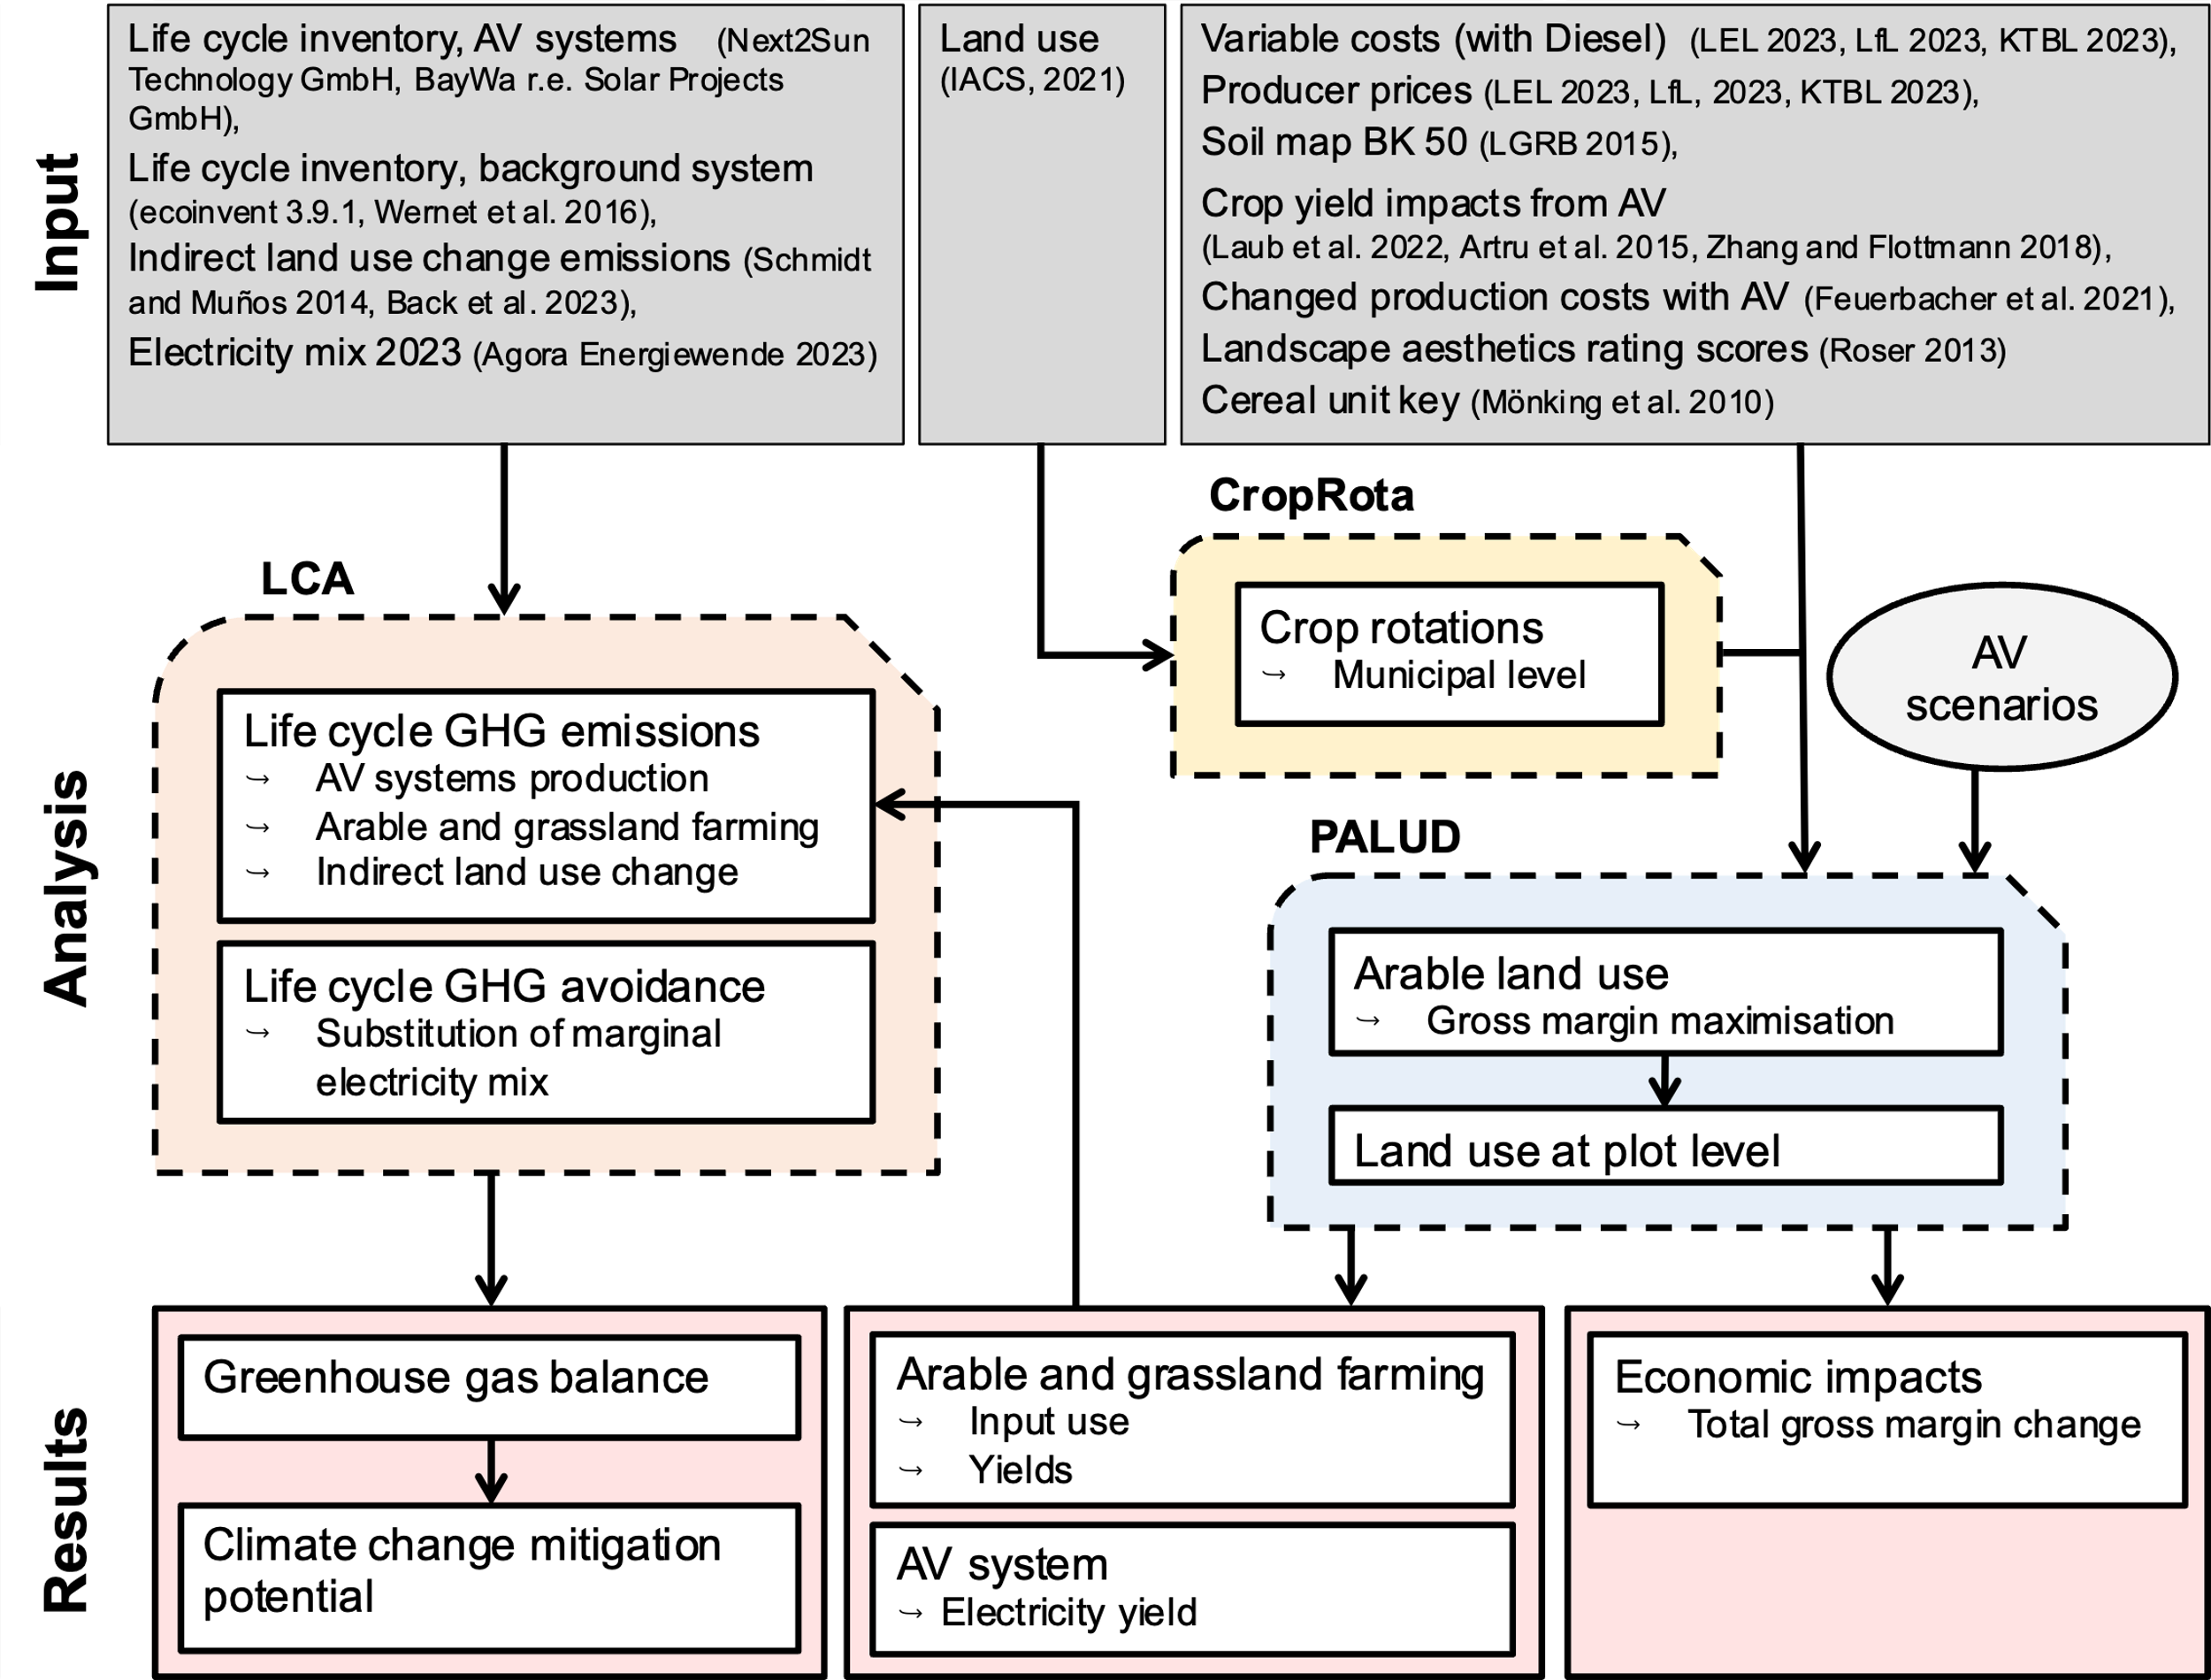 Input
Life cycle inventory, AV systems (Next2Sun
Technology GmbH, BayWa r.e. Solar Projects
GmbH),
Life cycle inventory, background system
(ecoinvent 3.9.1, Wernet et al. 2016),
Indirect land use change emissions (Schmidt
and Muños 2014, Back et al. 2023),
Electricity mix 2023 (Agora Energiewende 2023)
Land use
(IACS, 2021)
Variable costs (with Diesel) (LEL 2023, LfL 2023, KTBL 2023),
Producer prices (LEL 2023, LfL, 2023, KTBL 2023),
Soil map BK 50 (LGRB 2015),
Crop yield impacts from AV
(Laub et al. 2022, Artru et al. 2015, Zhang and Flottmann 2018),
Changed production costs with AV (Feuerbacher et al. 2021),
Landscape aesthetics rating scores (Roser 2013)
Cereal unit key (Mönking et al. 2010)
Analysis
LCA
Life cycle GHG emissions
↪ AV systems production
↪ Arable and grassland farming
↪ Indirect land use change
Life cycle GHG avoidance
↪ Substitution of marginal
electricity mix
CropRota
Crop rotations
↪ Municipal level
AV
scenarios
PALUD
Arable land use
↪ Gross margin maximisation
Land use at plot level
Results
Greenhouse gas balance
Climate change mitigation
potential
Arable and grassland farming
↪ Input use
↪ Yields
AV system
↪ Electricity yield
Economic impacts
↪ Total gross margin change